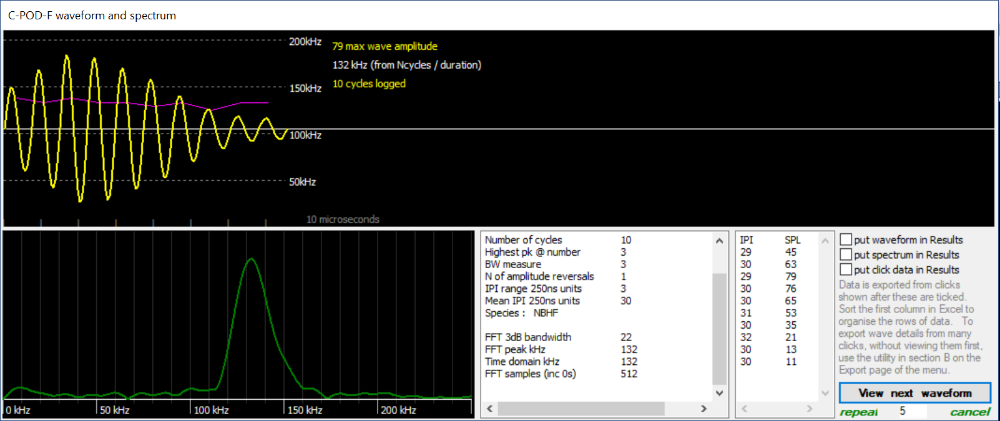 C-POD-F waveform and spectrum
200kHz
79 max wave amplitude
132 kHz (from Ncycles / duration)
150kHz
10 cycles logged
100kHz
50kHz
10 microseconds
0 kHz
50 kHz
100 kHz
150 kHz
200 kHz
Number of cycles 10
Highest pk @ number 3
BW measure 3
N of amplitude reversals 1
IPI range 250ns units 3
Mean IPI 250ns units 30
Species : NBHF
FFT 3dB bandwidth 22
FFT peak kHz 132
Time domain kHz 132
FFT samples (inc 0s) 512
IPI SPL
29 45
30 63
29 79
30 76
30 65
31 53
30 35
32 21
30 13
30 11
put waveform in Results
put spectrum in Results
put click data in Results
Data is exported from clicks
shown after these are ticked.
Sort the first column in Excel to
organise the rows of data. To
export wave details from many
clicks, without viewing them first,
use the utility in section B on the
Export page of the menu.
View next waveform
repeat 5 cancel